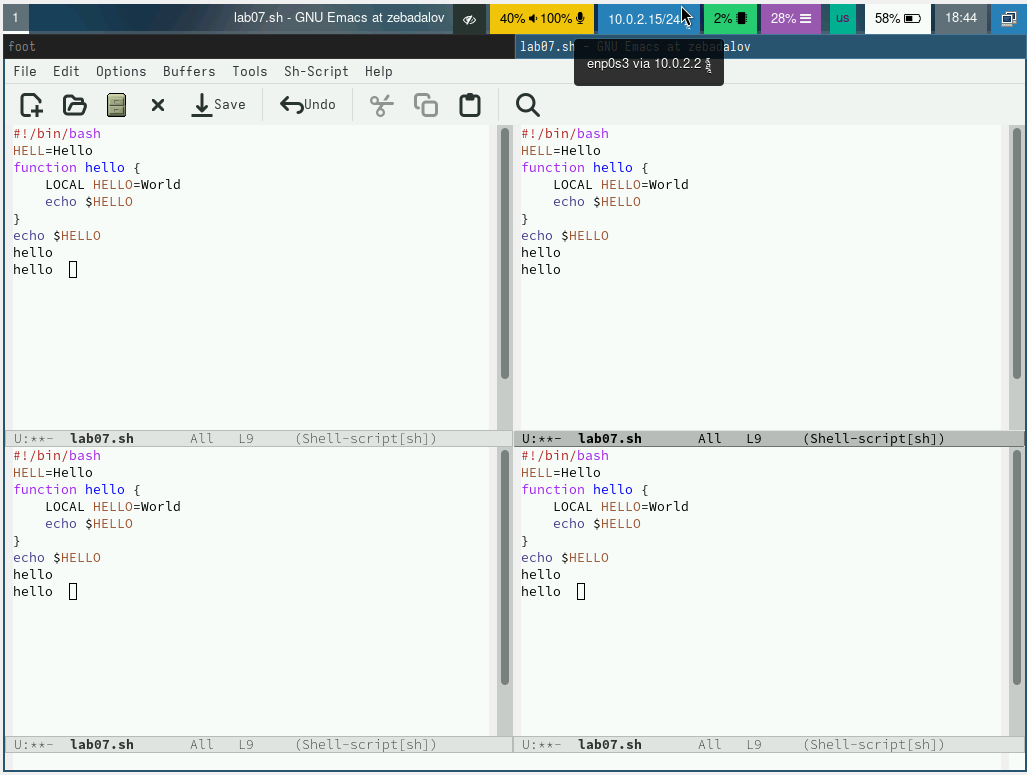 1 lab07.sh - GNU Emacs at zebadalov 40% 100% 10.0.2.15/24 2% 28% us 58% 18:44
foot lab07.sh - GNU Emacs at zebadalov
enp0s3 via 10.0.2.2
File Edit Options Buffers Tools Sh-Script Help
Save Undo
#!/bin/bash
HELL=Hello
function hello {
    LOCAL HELLO=World
    echo $HELLO
}
echo $HELLO
hello
hello
U:**- lab07.sh All L9 (Shell-script[sh])
#!/bin/bash
HELL=Hello
function hello {
    LOCAL HELLO=World
    echo $HELLO
}
echo $HELLO
hello
hello
U:**- lab07.sh All L9 (Shell-script[sh])
#!/bin/bash
HELL=Hello
function hello {
    LOCAL HELLO=World
    echo $HELLO
}
echo $HELLO
hello
hello
U:**- lab07.sh All L9 (Shell-script[sh])
#!/bin/bash
HELL=Hello
function hello {
    LOCAL HELLO=World
    echo $HELLO
}
echo $HELLO
hello
hello
U:**- lab07.sh All L9 (Shell-script[sh])